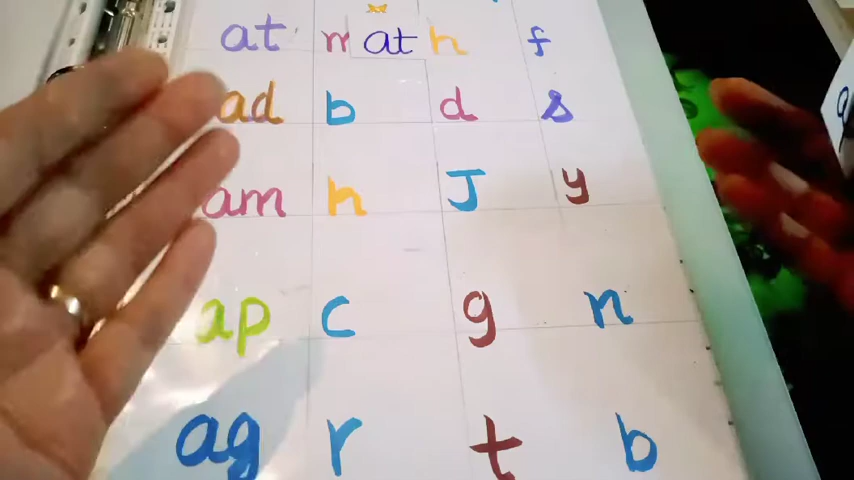 at m at h f
ad b d s
am h J y
ap c g n
ag r t b